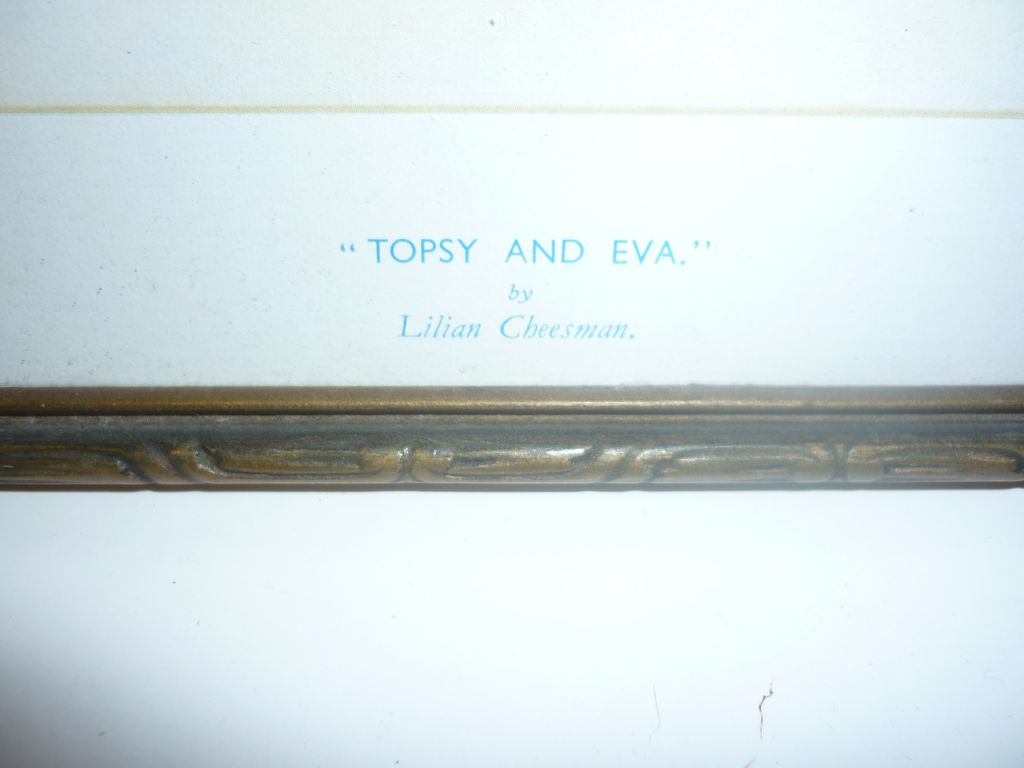 “TOPSY AND EVA.”
by
Lilian Cheesman.